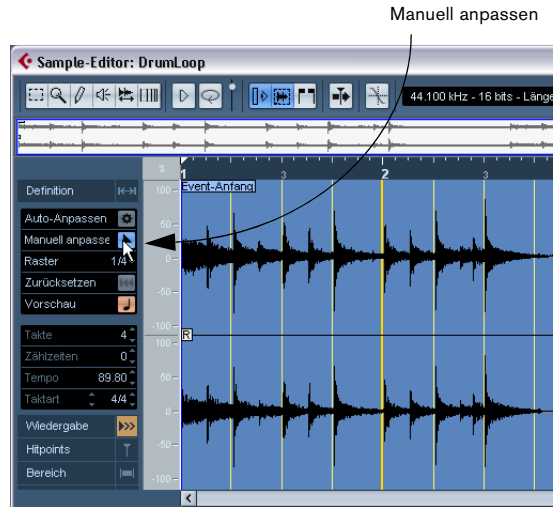 Manuell anpassen
Sample-Editor: DrumLoop
44.100 kHz - 16 bits - Länge
%
1 3 2 3
Event-Anfang
Definition
Auto-Anpassen
Manuell anpasse
Raster 1/4
Zurücksetzen
Vorschau
Takte 4
Zählzeiten 0
Tempo 89.80
Taktart 4/4
Wiedergabe
Hitpoints
Bereich
100
50
0
-50
-100
R
100
50
0
-50
-100